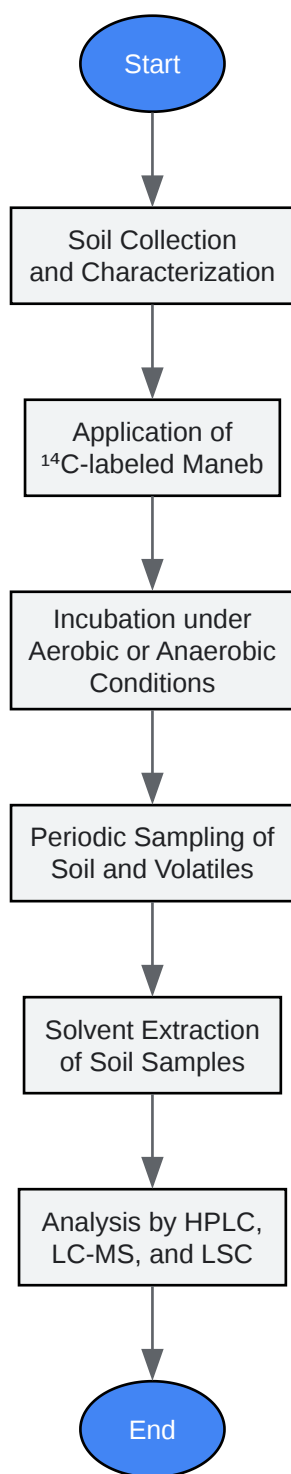 Start
Soil Collection
and Characterization
Application of
¹⁴C-labeled Maneb
Incubation under
Aerobic or Anaerobic
Conditions
Periodic Sampling of
Soil and Volatiles
Solvent Extraction
of Soil Samples
Analysis by HPLC,
LC-MS, and LSC
End